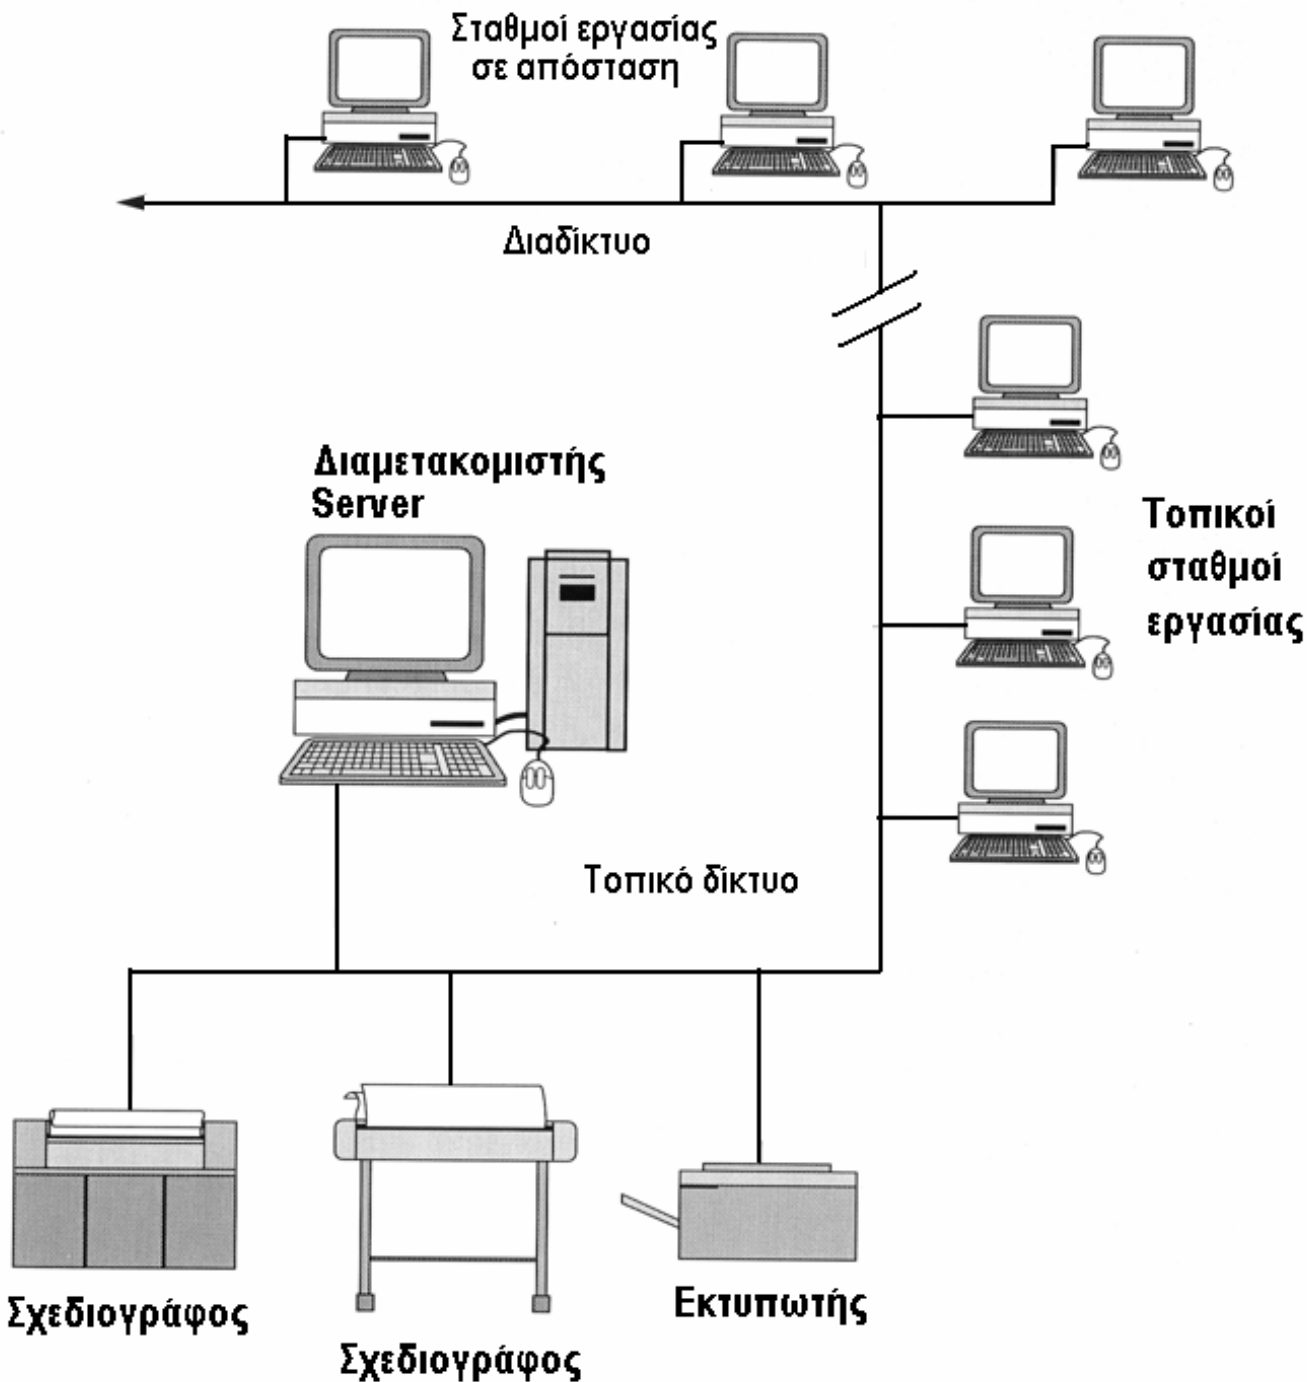 Σταθμοί εργασίας
σε απόσταση
Διαδίκτυο
Διαμετακομιστής
Server
Τοπικοί
σταθμοί
εργασίας
Τοπικό δίκτυο
Σχεδιογράφος
Σχεδιογράφος
Εκτυπωτής